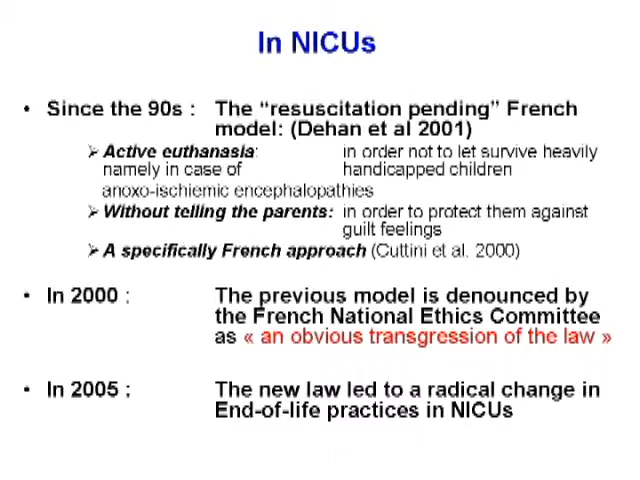 In NICUs
• Since the 90s : The “resuscitation pending” French
model: (Dehan et al 2001)
➢ Active euthanasia: in order not to let survive heavily
namely in case of handicapped children
anoxo-ischiemic encephalopathies
➢ Without telling the parents: in order to protect them against
guilt feelings
➢ A specifically French approach (Cuttini et al. 2000)
• In 2000 : The previous model is denounced by
the French National Ethics Committee
as « an obvious transgression of the law »
• In 2005 : The new law led to a radical change in
End-of-life practices in NICUs